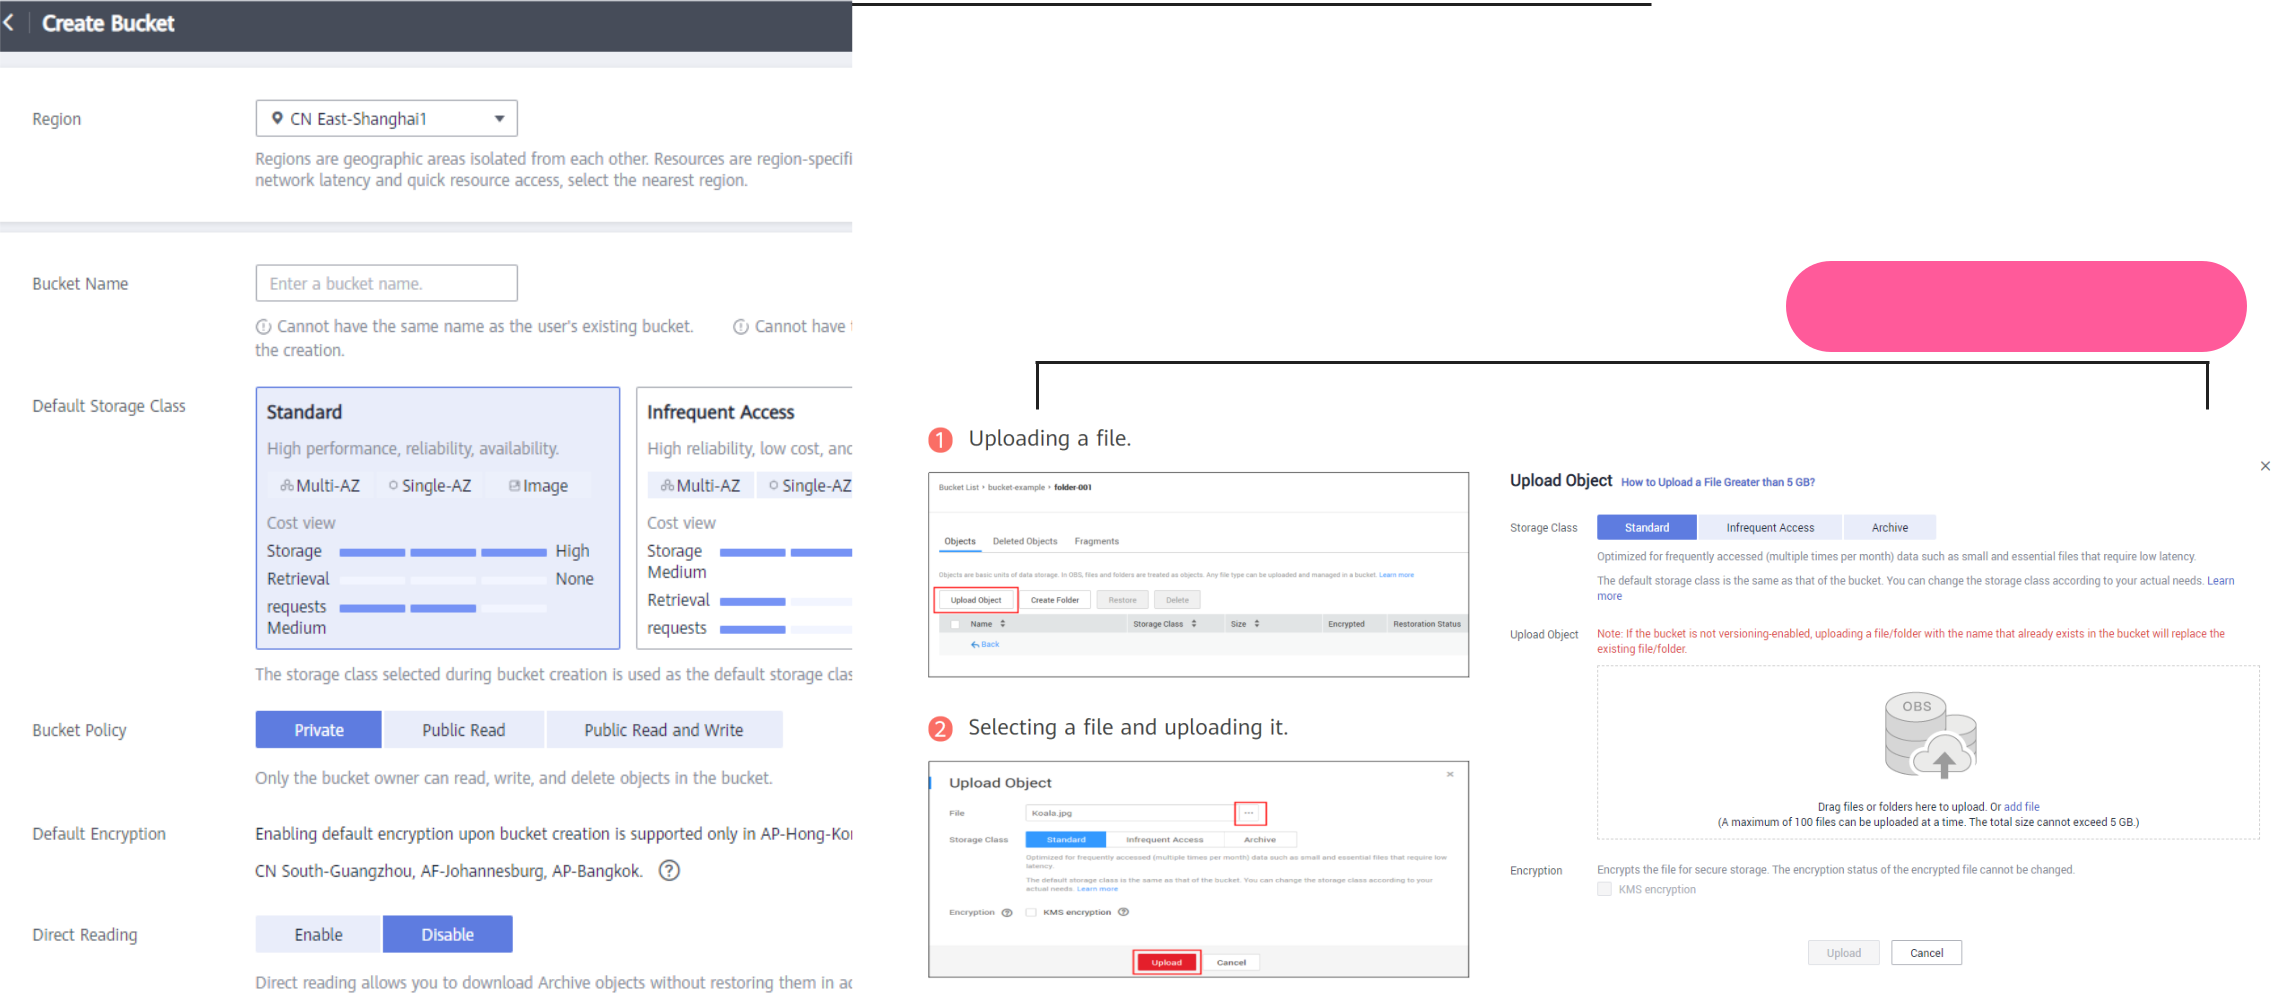 Create Bucket
Region
CN East-Shanghai1
Regions are geographic areas isolated from each other. Resources are region-specifi
network latency and quick resource access, select the nearest region.
Bucket Name
Enter a bucket name.
Cannot have the same name as the user's existing bucket.
Cannot have
the creation.
Default Storage Class
Standard
High performance, reliability, availability.
Multi-AZ
Single-AZ
Image
Cost view
Storage
High
Retrieval
None
requests
Medium
Infrequent Access
High reliability, low cost, and
Multi-AZ
Single-AZ
Cost view
Storage
Medium
Retrieval
requests
The storage class selected during bucket creation is used as the default storage clas
Bucket Policy
Private
Public Read
Public Read and Write
Only the bucket owner can read, write, and delete objects in the bucket.
Default Encryption
Enabling default encryption upon bucket creation is supported only in AP-Hong-Kon
CN South-Guangzhou, AF-Johannesburg, AP-Bangkok.
Direct Reading
Enable
Disable
Direct reading allows you to download Archive objects without restoring them in ad
1 Uploading a file.
Bucket List › bucket-example › folder-001
Objects
Deleted Objects
Fragments
Objects are basic units of data storage. In OBS, files and folders are treated as objects. Any file type can be uploaded and managed in a bucket. Learn more
Upload Object
Create Folder
Restore
Delete
Name
Storage Class
Size
Encrypted
Restoration Status
Back
2 Selecting a file and uploading it.
Upload Object
File
Koala.jpg
Storage Class
Standard
Infrequent Access
Archive
Optimized for frequently accessed (multiple times per month) data such as small and essential files that require low
latency.
The default storage class is the same as that of the bucket. You can change the storage class according to your
actual needs. Learn more
Encryption
KMS encryption
Upload
Cancel
Upload Object How to Upload a File Greater than 5 GB?
Storage Class
Standard
Infrequent Access
Archive
Optimized for frequently accessed (multiple times per month) data such as small and essential files that require low latency.
The default storage class is the same as that of the bucket. You can change the storage class according to your actual needs. Learn
more
Upload Object
Note: If the bucket is not versioning-enabled, uploading a file/folder with the name that already exists in the bucket will replace the
existing file/folder.
OBS
Drag files or folders here to upload. Or add file
(A maximum of 100 files can be uploaded at a time. The total size cannot exceed 5 GB.)
Encryption
Encrypts the file for secure storage. The encryption status of the encrypted file cannot be changed.
KMS encryption
Upload
Cancel